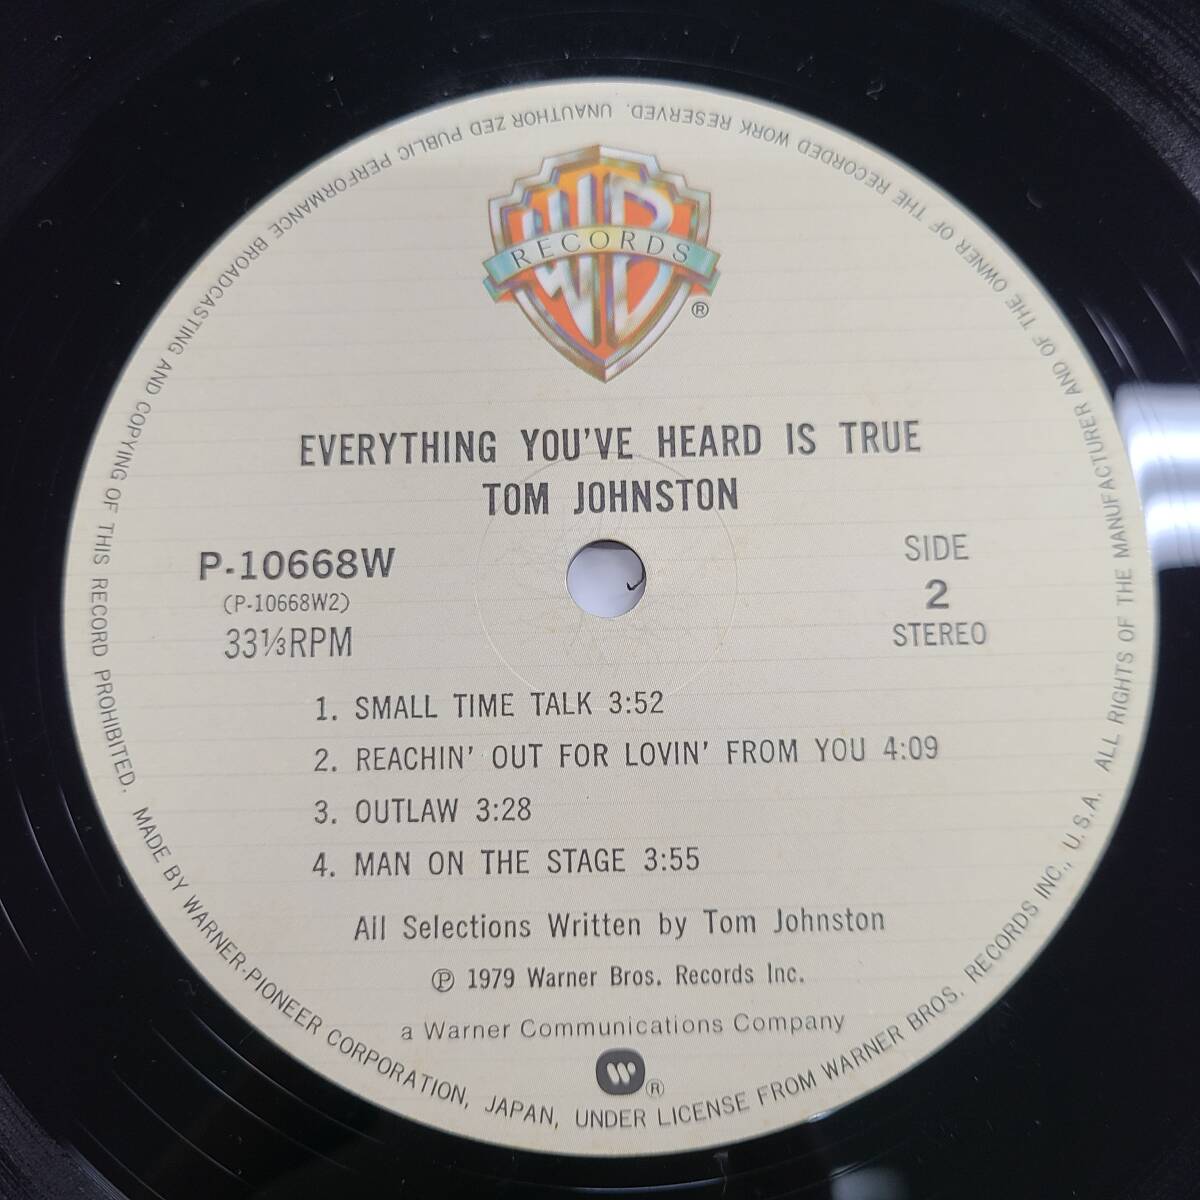 WB
RECORDS
®
EVERYTHING YOU'VE HEARD IS TRUE
TOM JOHNSTON
P-10668W
(P-10668W2)
33⅓RPM
SIDE
2
STEREO
1. SMALL TIME TALK 3:52
2. REACHIN' OUT FOR LOVIN' FROM YOU 4:09
3. OUTLAW 3:28
4. MAN ON THE STAGE 3:55
All Selections Written by Tom Johnston
℗ 1979 Warner Bros. Records Inc.
a Warner Communications Company
®
MADE BY WARNER-PIONEER CORPORATION, JAPAN, UNDER LICENSE FROM WARNER BROS. RECORDS INC., U.S.A. ALL RIGHTS OF THE MANUFACTURER AND OF THE OWNER OF THE RECORDED WORK RESERVED. UNAUTHOR ZED PUBLIC PERFORMANCE BROADCASTING AND COPYING OF THIS RECORD PROHIBITED.